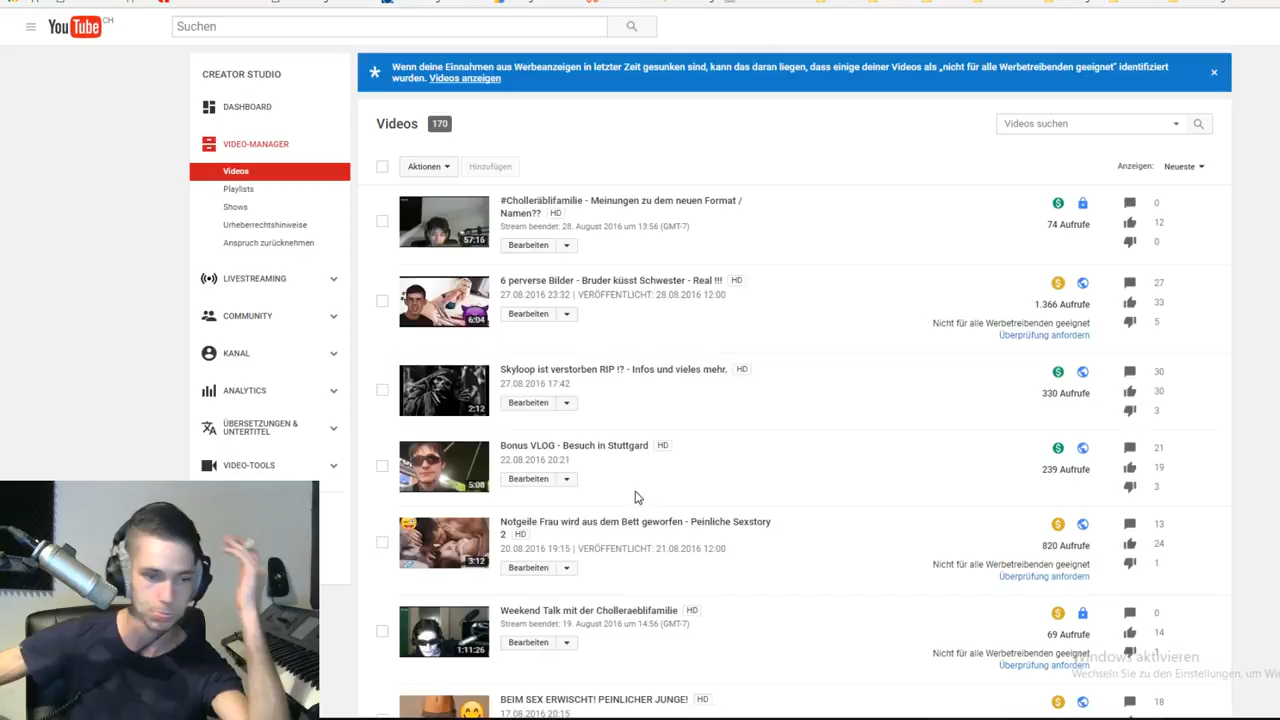 YouTube CH
Suchen
CREATOR STUDIO
DASHBOARD
VIDEO-MANAGER
Videos
Playlists
Shows
Urheberrechtshinweise
Anspruch zurücknehmen
LIVESTREAMING
COMMUNITY
KANAL
ANALYTICS
ÜBERSETZUNGEN &
UNTERTITEL
VIDEO-TOOLS
Wenn deine Einnahmen aus Werbeanzeigen in letzter Zeit gesunken sind, kann das daran liegen, dass einige deiner Videos als „nicht für alle Werbetreibenden geeignet" identifiziert
wurden. Videos anzeigen
Videos 170
Videos suchen
Aktionen
Hinzufügen
Anzeigen: Neueste
57:16
#Cholleräblifamilie - Meinungen zu dem neuen Format /
Namen?? HD
Stream beendet: 28. August 2016 um 13:56 (GMT-7)
Bearbeiten
74 Aufrufe
0
12
0
6:04
6 perverse Bilder - Bruder küsst Schwester - Real !!! HD
27.08.2016 23:32 | VERÖFFENTLICHT: 28.08.2016 12:00
Bearbeiten
1.366 Aufrufe
Nicht für alle Werbetreibenden geeignet
Überprüfung anfordern
27
33
5
2:12
Skyloop ist verstorben RIP !? - Infos und vieles mehr. HD
27.08.2016 17:42
Bearbeiten
330 Aufrufe
30
30
3
5:08
Bonus VLOG - Besuch in Stuttgard HD
22.08.2016 20:21
Bearbeiten
239 Aufrufe
21
19
3
3:12
Notgeile Frau wird aus dem Bett geworfen - Peinliche Sexstory
2 HD
20.08.2016 19:15 | VERÖFFENTLICHT: 21.08.2016 12:00
Bearbeiten
820 Aufrufe
Nicht für alle Werbetreibenden geeignet
Überprüfung anfordern
13
24
1
1:11:26
Weekend Talk mit der Cholleraeblifamilie HD
Stream beendet: 19. August 2016 um 14:56 (GMT-7)
Bearbeiten
69 Aufrufe
Nicht für alle Werbetreibenden geeignet
Überprüfung anfordern
0
14
1
Windows aktivieren
Wechseln Sie zu den Einstellungen, um Wi
BEIM SEX ERWISCHT! PEINLICHER JUNGE! HD
17.08.2016 20:15
18